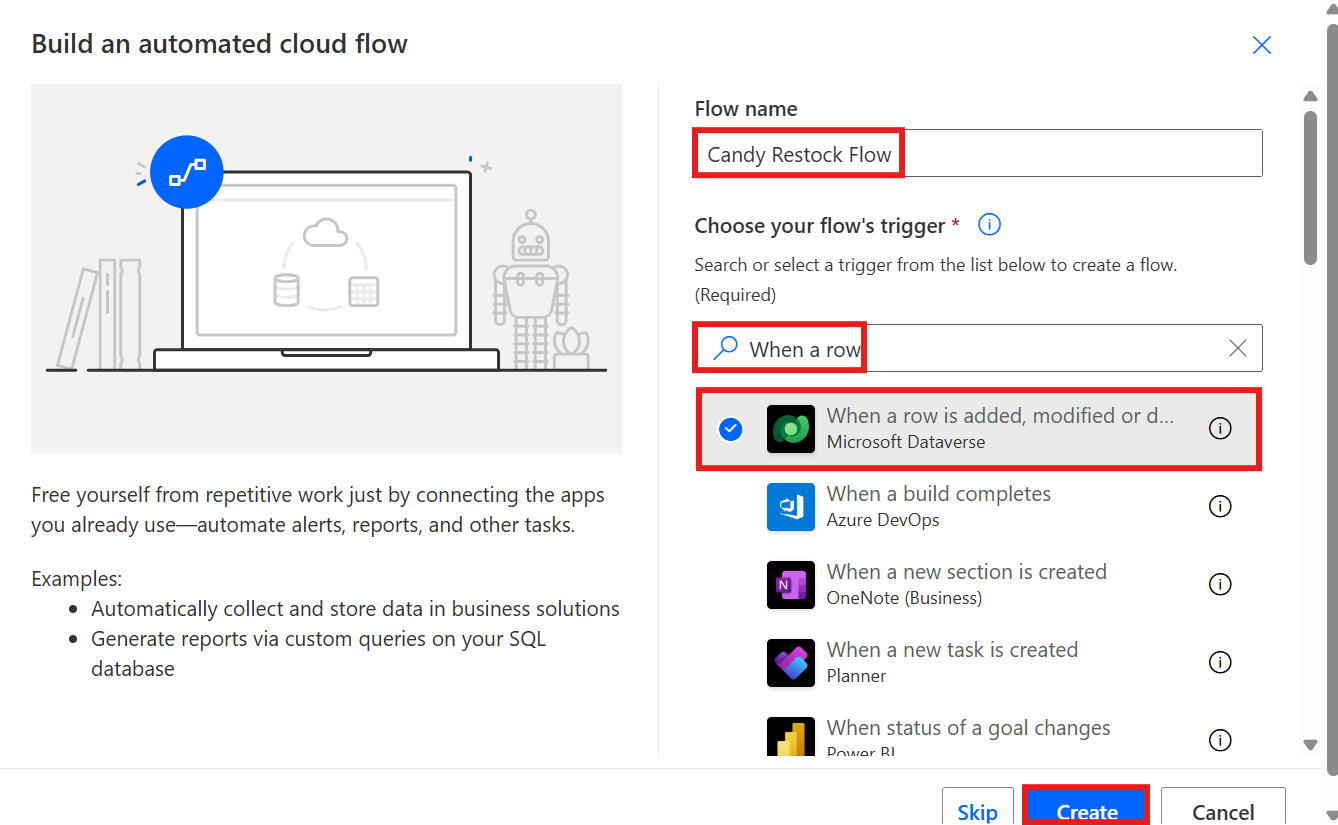 Build an automated cloud flow
Free yourself from repetitive work just by connecting the apps
you already use—automate alerts, reports, and other tasks.
Examples:
Automatically collect and store data in business solutions
Generate reports via custom queries on your SQL
database
Flow name
Candy Restock Flow
Choose your flow's trigger *
Search or select a trigger from the list below to create a flow.
(Required)
When a row
When a row is added, modified or d...
Microsoft Dataverse
When a build completes
Azure DevOps
When a new section is created
OneNote (Business)
When a new task is created
Planner
When status of a goal changes
Power BI
Skip
Create
Cancel